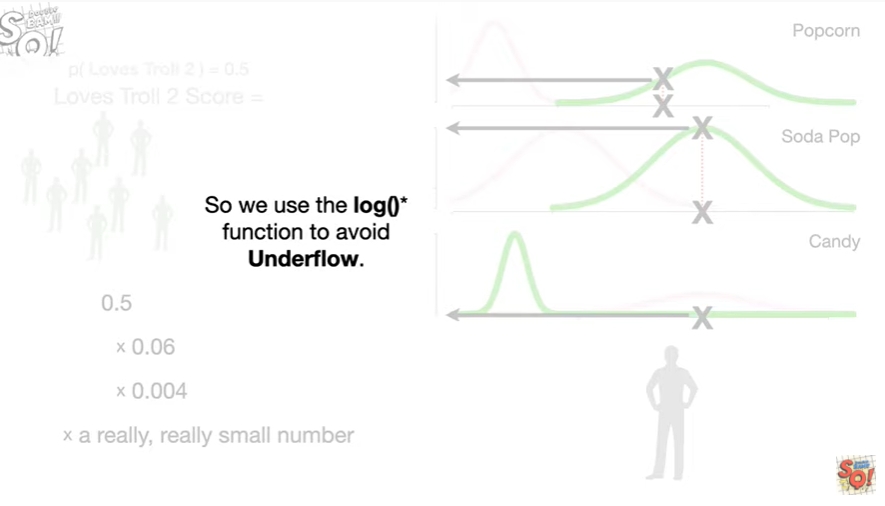 p( Loves Troll 2 ) = 0.5
Loves Troll 2 Score =
Popcorn
Soda Pop
Candy
X
X
X
X
X
So we use the log()*
function to avoid
Underflow.
0.5
x 0.06
x 0.004
x a really, really small number